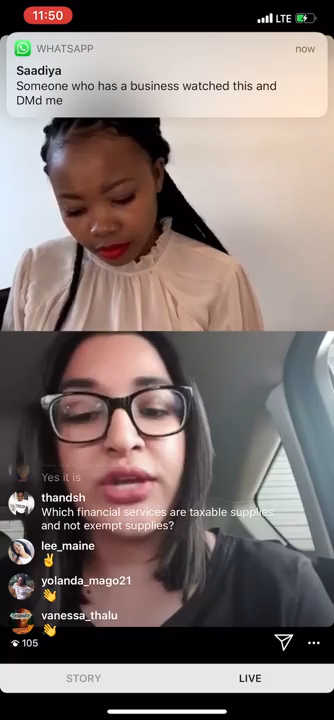 11:50
LTE
WHATSAPP
now
Saadiya
Someone who has a business watched this and
DMd me
Yes it is
thandsh
Which financial services are taxable supplies
and not exempt supplies?
lee_maine
✌️
yolanda_mago21
👋
vanessa_thalu
👋
105
STORY
LIVE